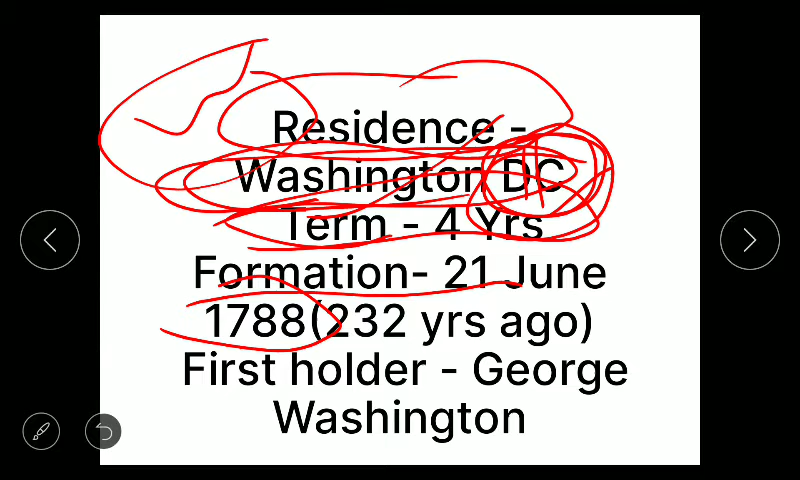 Residence -
Washington DC
Term - 4 Yrs
Formation- 21 June
1788(232 yrs ago)
First holder - George
Washington